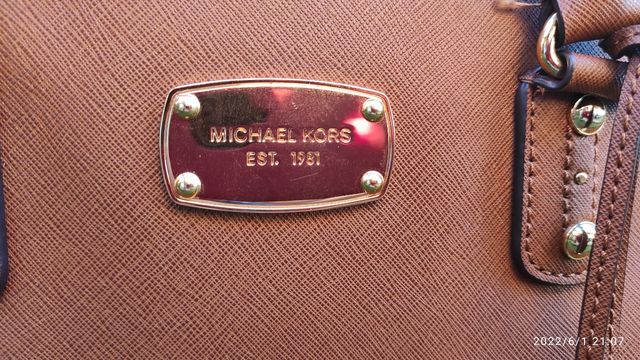 MICHAEL KORS
EST. 1981
2022/6/1 21:07